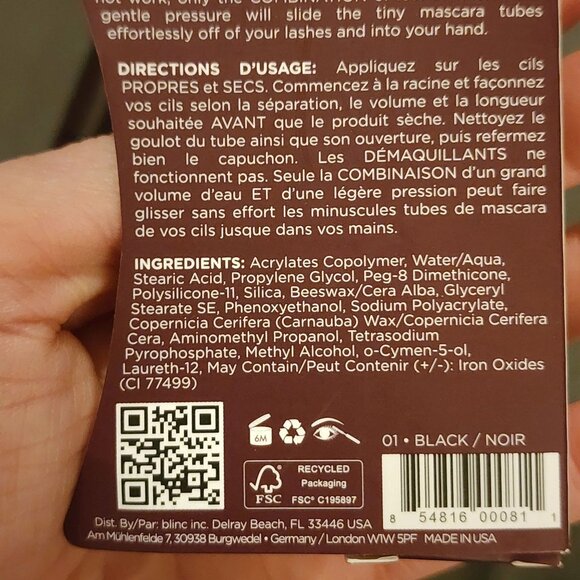 not work, only the COMBINATION
gentle pressure will slide the tiny mascara tubes
effortlessly off of your lashes and into your hand.
DIRECTIONS D'USAGE: Appliquez sur les cils
PROPRES et SECS. Commencez à la racine et façonnez
vos cils selon la séparation, le volume et la longueur
souhaitée AVANT que le produit sèche. Nettoyez le
goulot du tube ainsi que son ouverture, puis refermez
bien le capuchon. Les DÉMAQUILLANTS ne
fonctionnent pas. Seule la COMBINAISON d'un grand
volume d'eau ET d'une légère pression peut faire
glisser sans effort les minuscules tubes de mascara
de vos cils jusque dans vos mains.
INGREDIENTS: Acrylates Copolymer, Water/Aqua,
Stearic Acid, Propylene Glycol, Peg-8 Dimethicone,
Polysilicone-11, Silica, Beeswax/Cera Alba, Glyceryl
Stearate SE, Phenoxyethanol, Sodium Polyacrylate,
Copernicia Cerifera (Carnauba) Wax/Copernicia Cerifera
Cera, Aminomethyl Propanol, Tetrasodium
Pyrophosphate, Methyl Alcohol, o-Cymen-5-ol,
Laureth-12, May Contain/Peut Contenir (+/-): Iron Oxides
(CI 77499)
6M
01 • BLACK / NOIR
FSC
RECYCLED
Packaging
FSC® C195897
8 54816 00081 1
Dist. By/Par: blinc inc. Delray Beach, FL 33446 USA
Am Mühlenfelde 7, 30938 Burgwedel • Germany / London W1W 5PF MADE IN USA